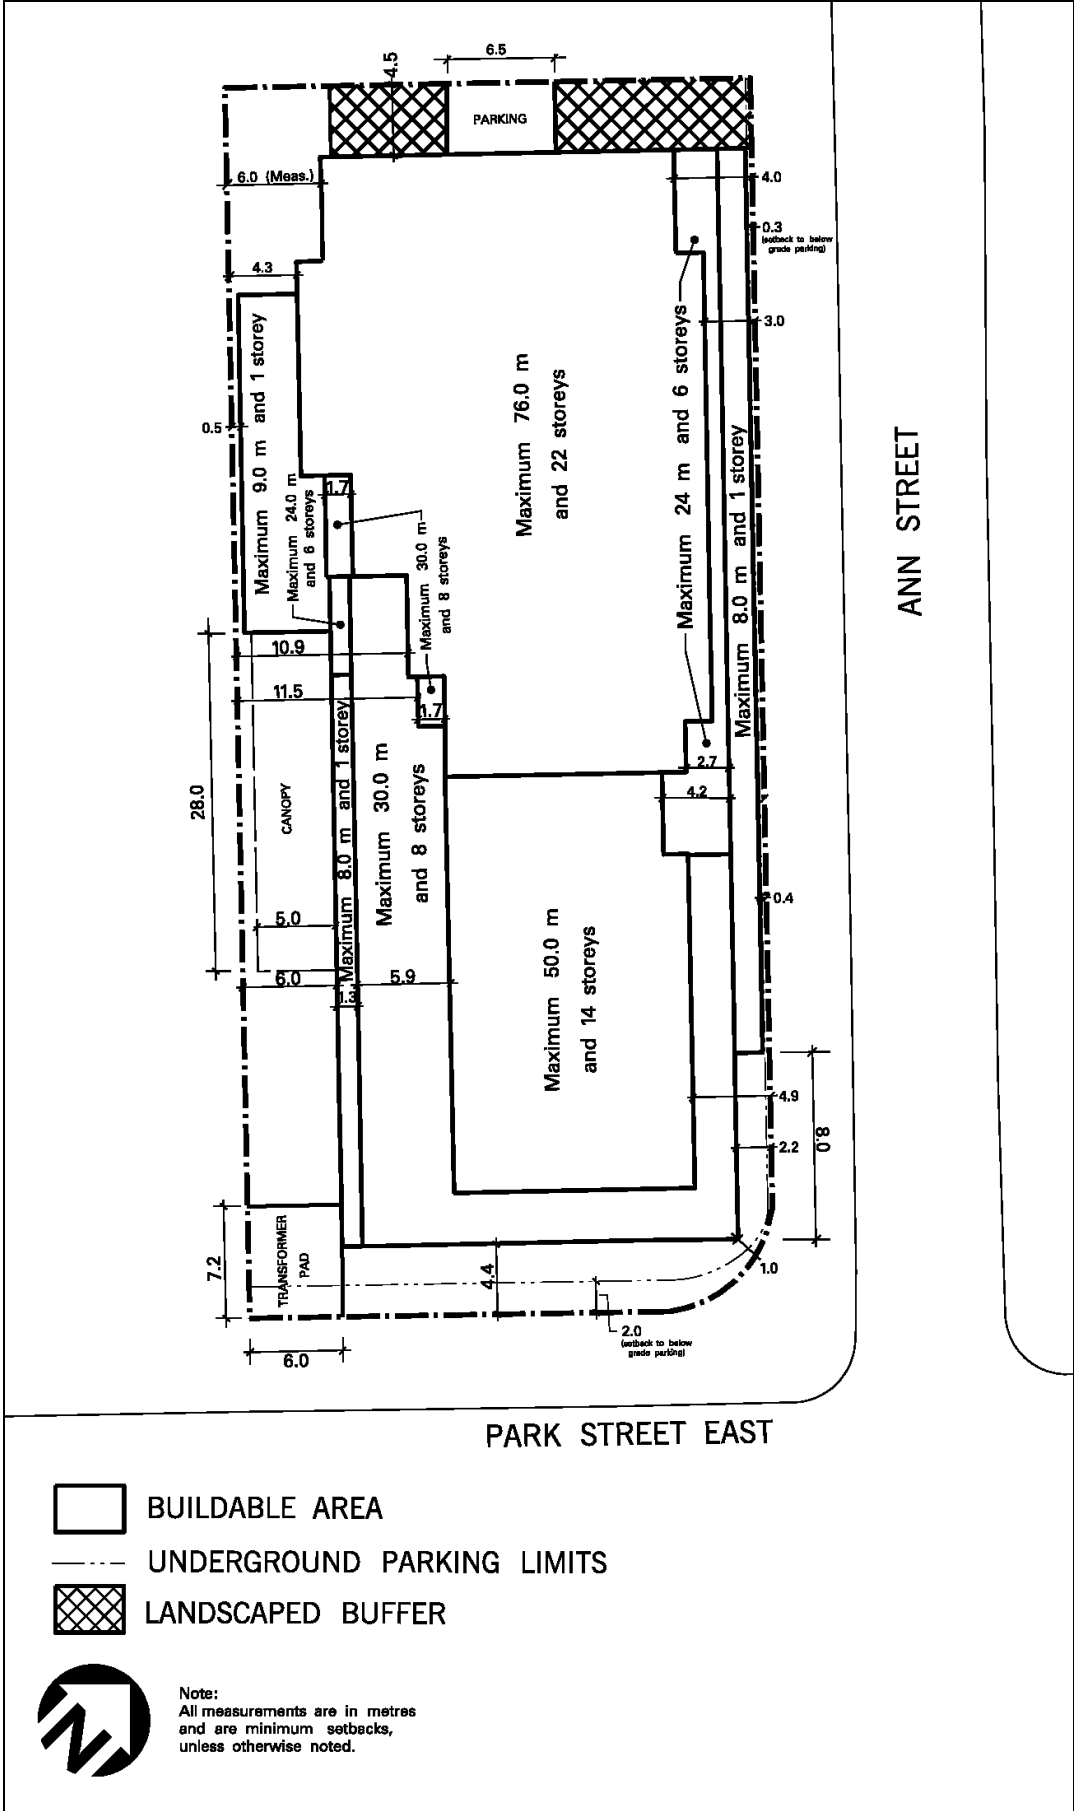 6.5
4.5
PARKING
6.0 (Meas.)
4.0
0.3
(setback to below
grade parking)
4.3
3.0
Maximum 9.0 m and 1 storey
0.5
Maximum 76.0 m
and 22 storeys
Maximum 24 m and 6 storeys
Maximum 8.0 m and 1 storey
ANN STREET
1.7
Maximum 24.0 m
and 6 storeys
Maximum 30.0 m
and 8 storeys
10.9
11.5
1.7
2.7
4.2
28.0
CANOPY
Maximum 8.0 m and 1 storey
Maximum 30.0 m
and 8 storeys
0.4
5.0
6.0
1.3
5.9
Maximum 50.0 m
and 14 storeys
4.9
8.0
2.2
7.2
TRANSFORMER
PAD
4.4
1.0
2.0
(setback to below
grade parking)
6.0
PARK STREET EAST
BUILDABLE AREA
UNDERGROUND PARKING LIMITS
LANDSCAPED BUFFER
N
Note:
All measurements are in metres
and are minimum setbacks,
unless otherwise noted.